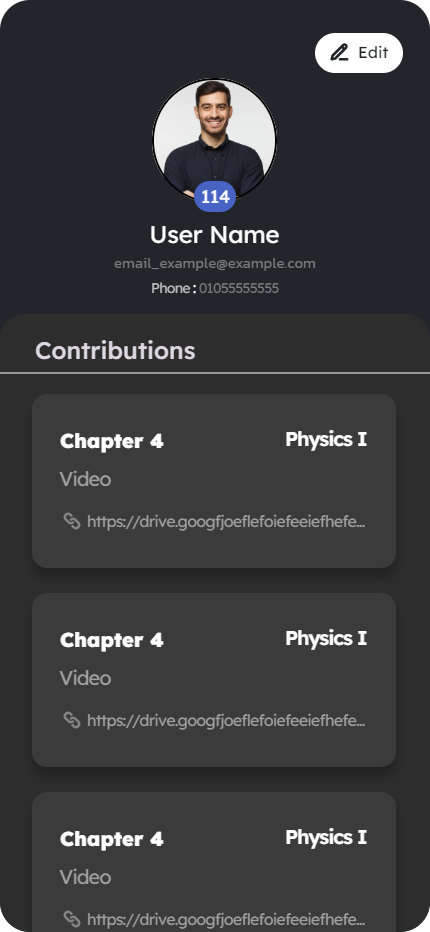 Edit
114
User Name
email_example@example.com
Phone : 01055555555
Contributions
Chapter 4 Physics I
Video
https://drive.googfjoeflefoiefeeiefhefe...
Chapter 4 Physics I
Video
https://drive.googfjoeflefoiefeeiefhefe...
Chapter 4 Physics I
Video
https://drive.googfjoeflefoiefeeiefhefe...